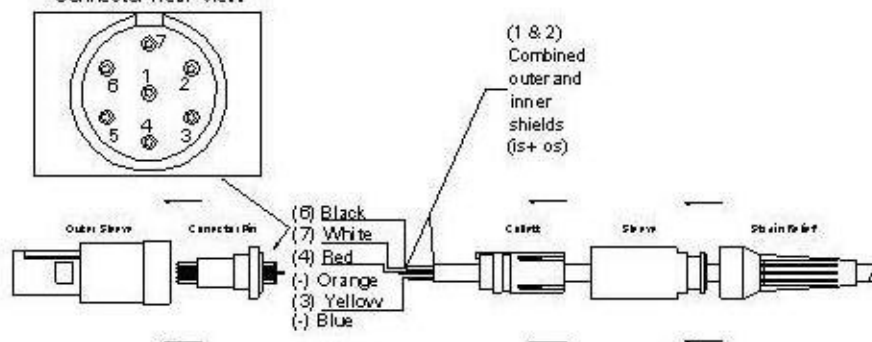 7
6
1
2
5
4
3
(1 & 2)
Combined
outer and
inner
shields
(is+ os)
Outer Sleeve
Connector Pin
(6) Black
(7) White
(4) Red
(-) Orange
(3) Yellow
(-) Blue
Collett
Sleeve
Strain Relief